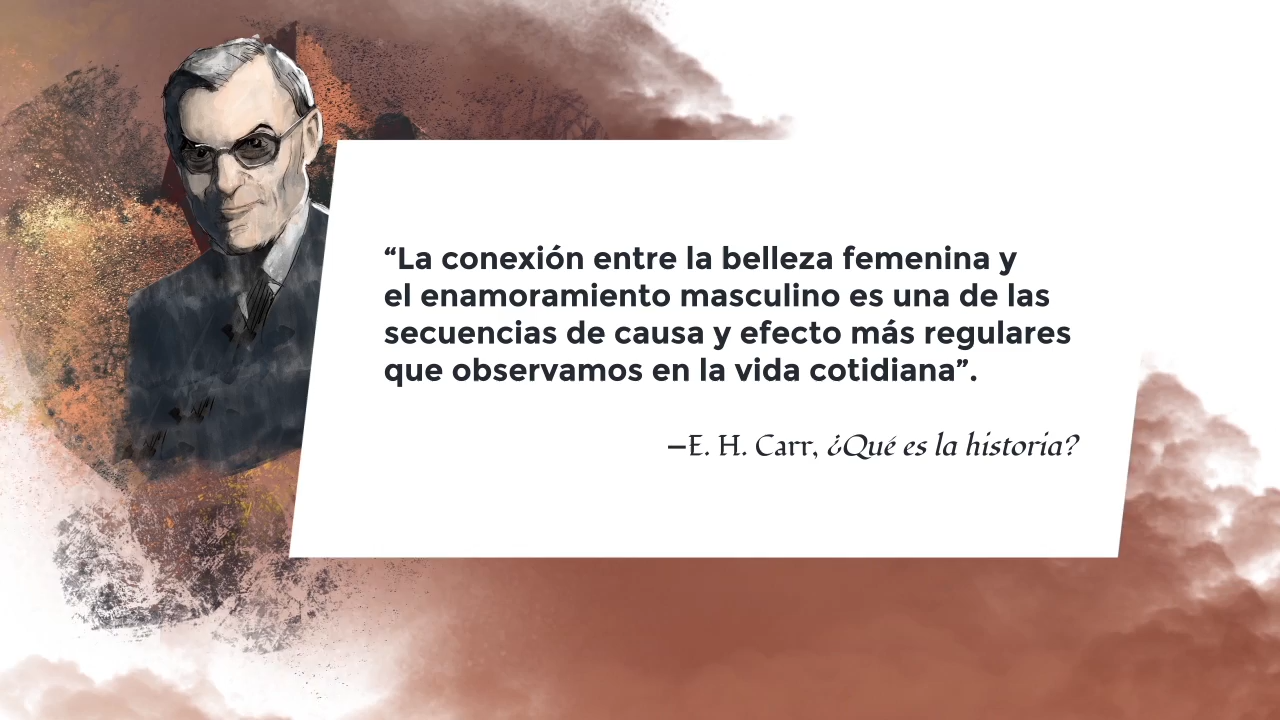 “La conexión entre la belleza femenina y
el enamoramiento masculino es una de las
secuencias de causa y efecto más regulares
que observamos en la vida cotidiana”.
—E. H. Carr, ¿Qué es la historia?